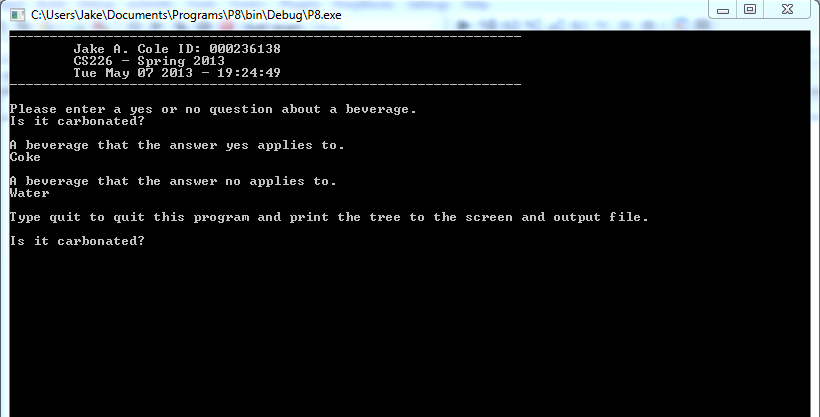 C:\Users\Jake\Documents\Programs\P8\bin\Debug\P8.exe
Jake A. Cole ID: 000236138
CS226 - Spring 2013
Tue May 07 2013 - 19:24:49
Please enter a yes or no question about a beverage.
Is it carbonated?
A beverage that the answer yes applies to.
Coke
A beverage that the answer no applies to.
Water
Type quit to quit this program and print the tree to the screen and output file.
Is it carbonated?